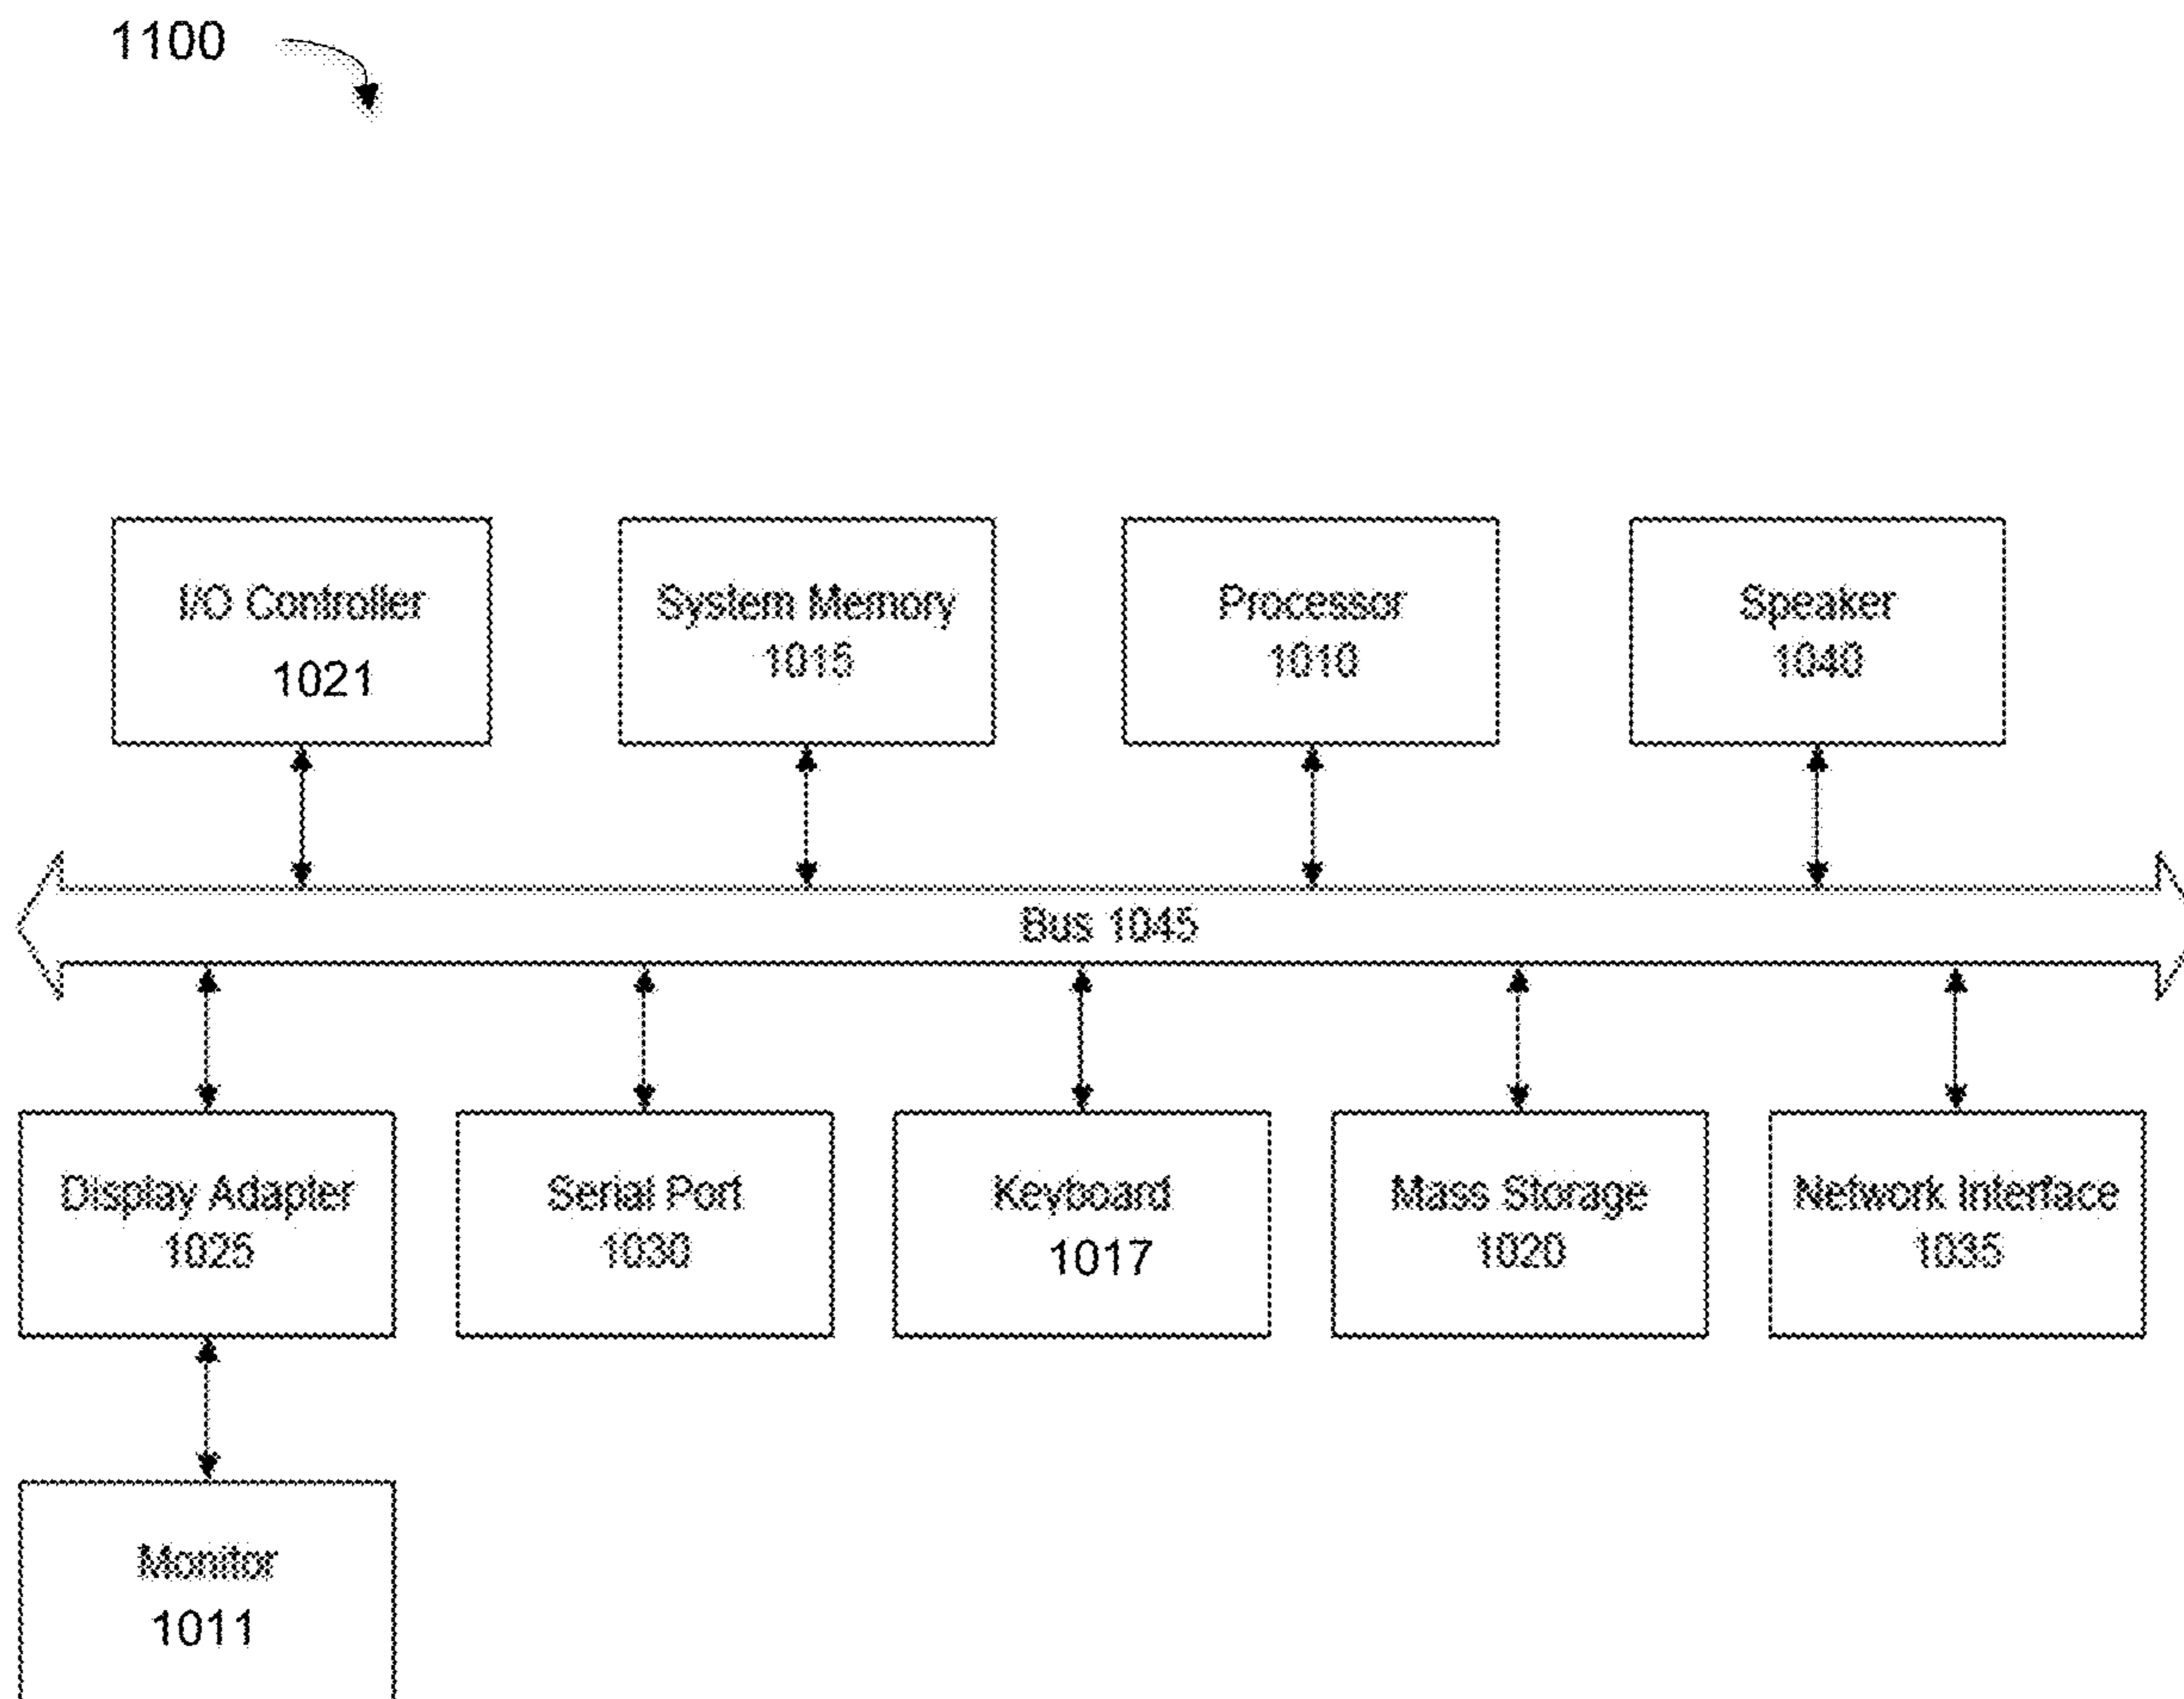 1100
I/O Controller
1021
System Memory
1015
Processor
1010
Speaker
1040
Bus 1045
Display Adapter
1025
Serial Port
1030
Keyboard
1017
Mass Storage
1020
Network Interface
1035
Monitor
1011